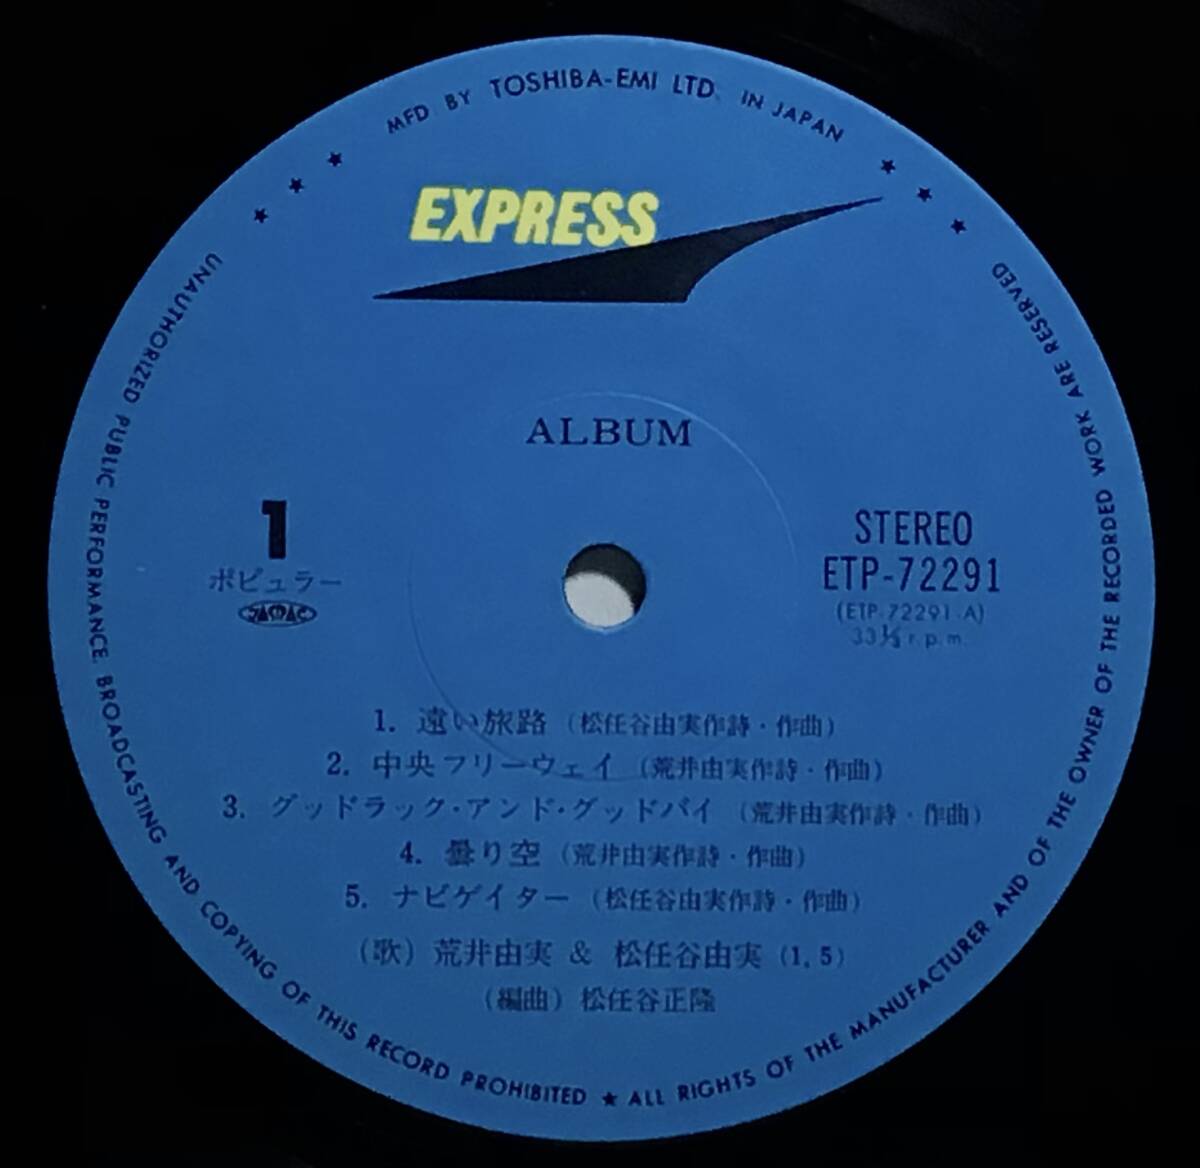 MFD. BY TOSHIBA-EMI LTD. IN JAPAN
EXPRESS
ALBUM
1
ポピュラー
STEREO
ETP-72291
(ETP-72291-A)
33⅓ r.p.m.
1. 遠い旅路 (松任谷由実作詩・作曲)
2. 中央フリーウェイ (荒井由実作詩・作曲)
3. グッドラック・アンド・グッドバイ (荒井由実作詩・作曲)
4. 曇り空 (荒井由実作詩・作曲)
5. ナビゲイター (松任谷由実作詩・作曲)
(歌) 荒井由実 & 松任谷由実 (1, 5)
(編曲) 松任谷正隆
UNAUTHORIZED PUBLIC PERFORMANCE. BROADCASTING AND COPYING OF THIS RECORD PROHIBITED ★ ALL RIGHTS OF THE MANUFACTURER AND OF THE OWNER OF THE RECORDED WORK ARE RESERVED